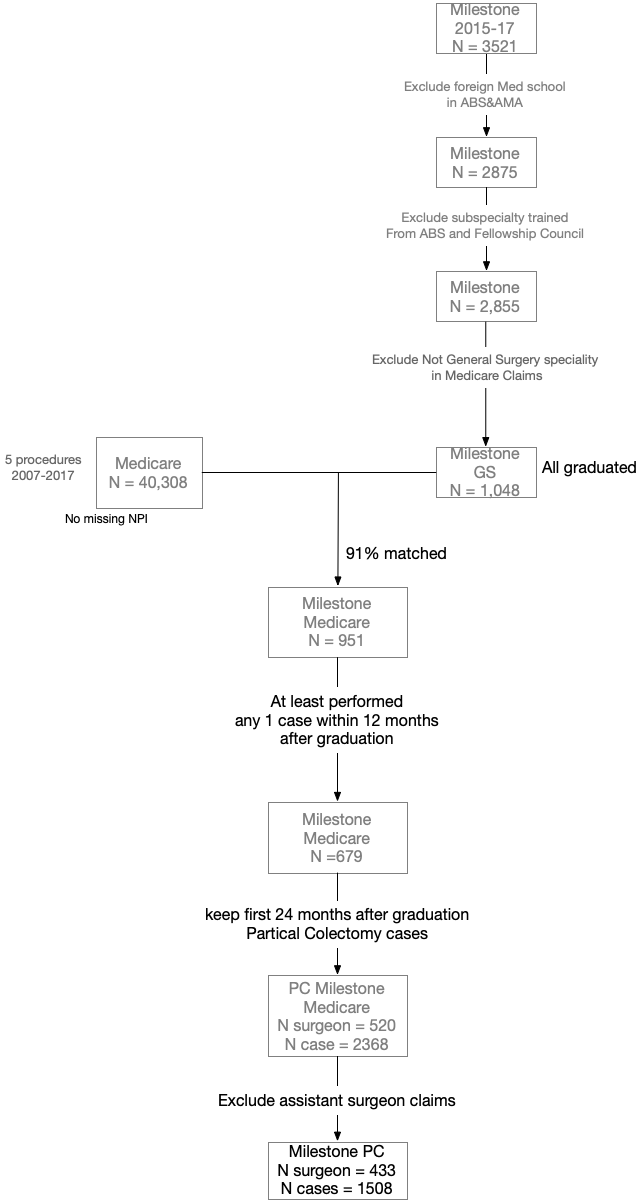 Milestone
2015-17
N = 3521
Exclude foreign Med school
in ABS&AMA
Milestone
N = 2875
Exclude subspecialty trained
From ABS and Fellowship Council
Milestone
N = 2,855
Exclude Not General Surgery speciality
in Medicare Claims
5 procedures
2007-2017
Medicare
N = 40,308
No missing NPI
Milestone
GS
N = 1,048
All graduated
91% matched
Milestone
Medicare
N = 951
At least performed
any 1 case within 12 months
after graduation
Milestone
Medicare
N =679
keep first 24 months after graduation
Partical Colectomy cases
PC Milestone
Medicare
N surgeon = 520
N case = 2368
Exclude assistant surgeon claims
Milestone PC
N surgeon = 433
N cases = 1508